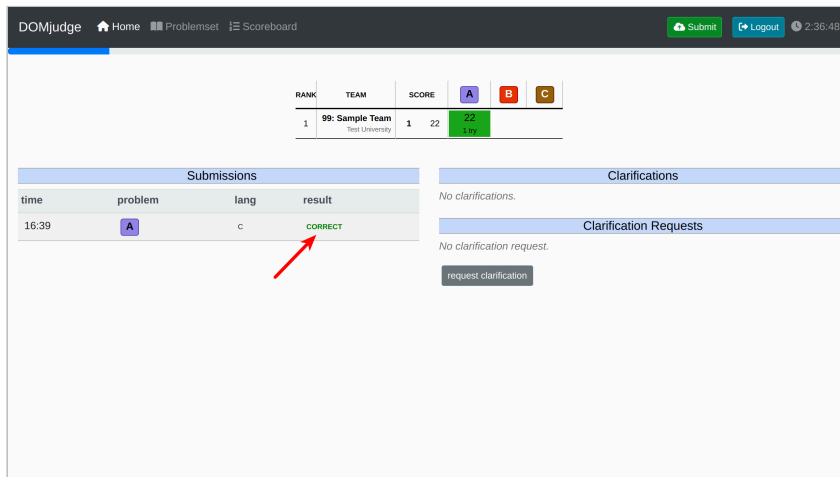 DOMjudge Home Problemset Scoreboard Submit Logout 2:36:48
RANK TEAM SCORE A B C
1 99: Sample Team 1 22 22
Test University 1 try
Submissions
time problem lang result
16:39 A C CORRECT
Clarifications
No clarifications.
Clarification Requests
No clarification request.
request clarification